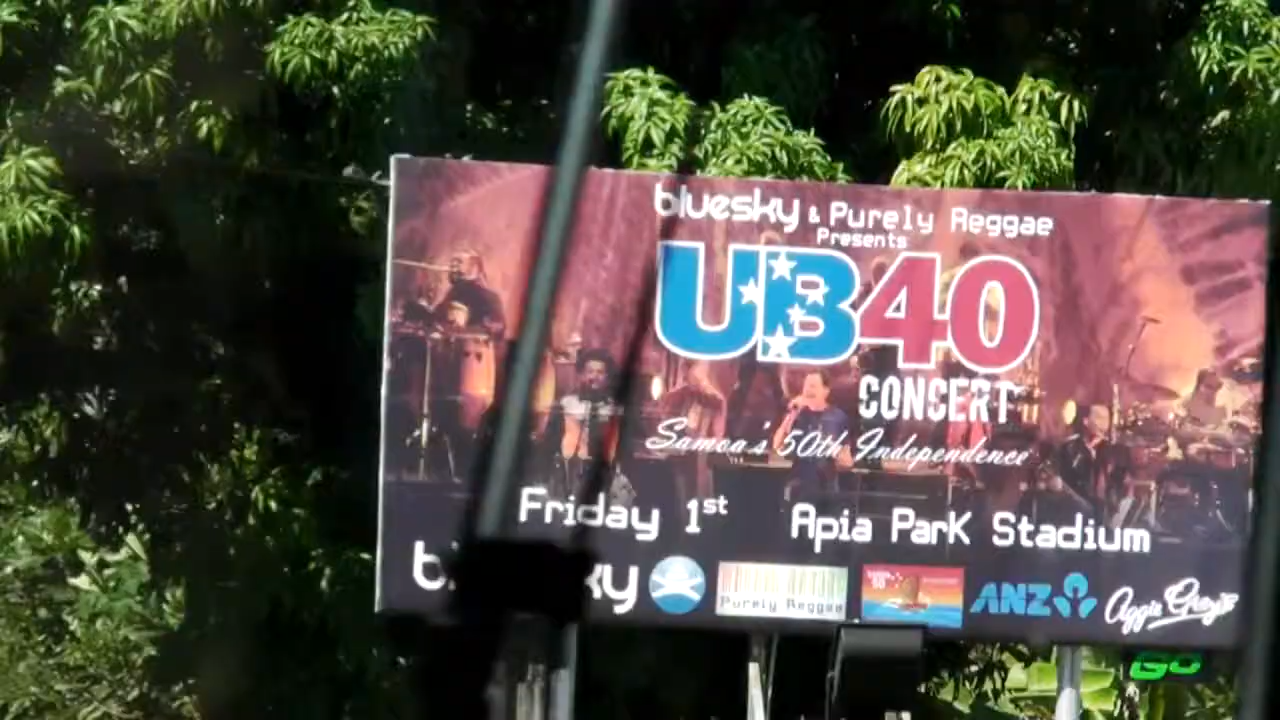 bluesky & Purely Reggae
Presents
UB40
CONCERT
Samoa's 50th Independence
Friday 1st Apia Park Stadium
Purely Reggae ANZ Aggie Grey's
GO